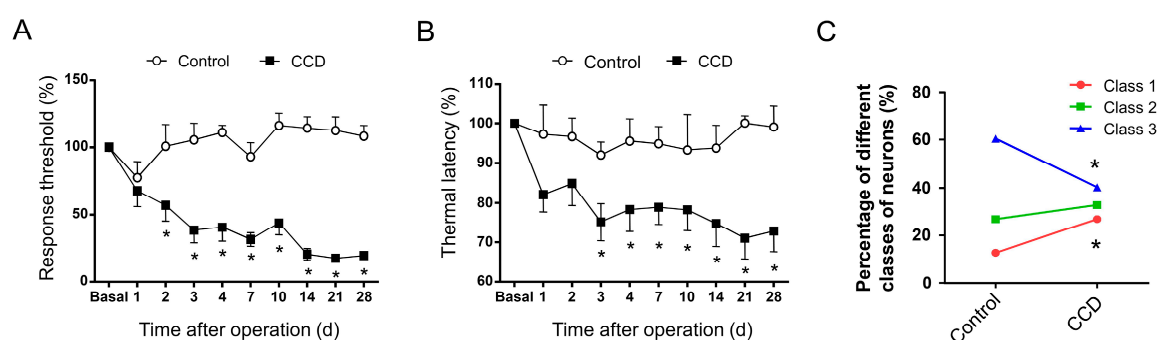 A
Control
CCD
Response threshold (%)
150
100
50
0
Basal 1 2 3 4 7 10 14 21 28
* * * * * * * *
Time after operation (d)
B
Control
CCD
Thermal latency (%)
110
100
90
80
70
60
Basal 1 2 3 4 7 10 14 21 28
* * * * * * *
Time after operation (d)
C
Class 1
Class 2
Class 3
Percentage of different
classes of neurons (%)
80
60
40
20
0
*
*
Control
CCD